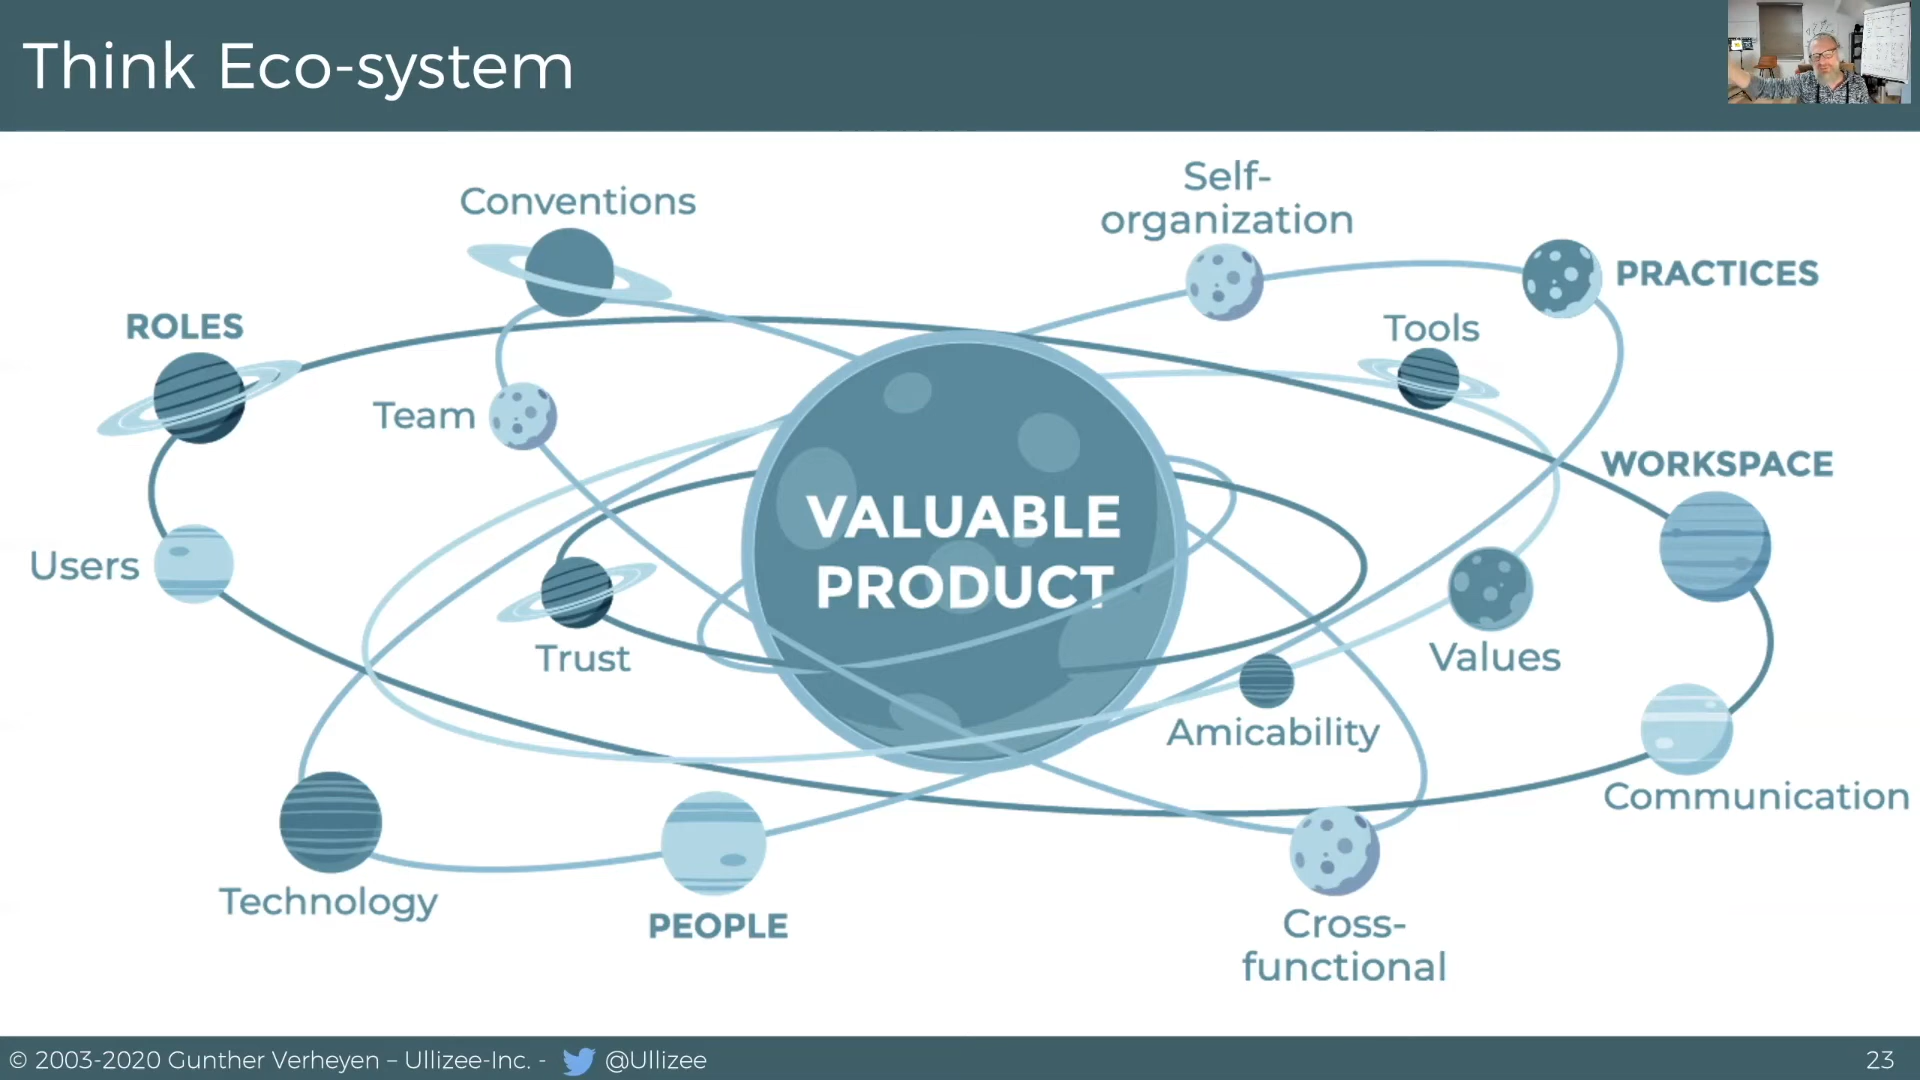 Think Eco-system
Conventions
Self-
organization
PRACTICES
ROLES
Tools
Team
WORKSPACE
VALUABLE
PRODUCT
Users
Trust
Values
Amicability
Communication
Technology
PEOPLE
Cross-
functional
© 2003-2020 Gunther Verheyen – Ullizee-Inc. - @Ullizee
23